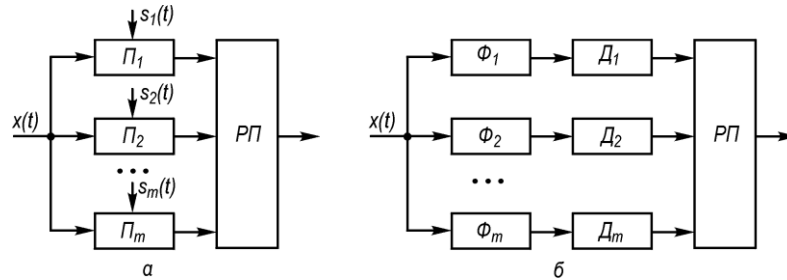 s₁(t)
П₁
s₂(t)
x(t)
П₂
РП
...
sₘ(t)
Пₘ
а
Ф₁
Д₁
x(t)
Ф₂
Д₂
РП
...
Фₘ
Дₘ
б